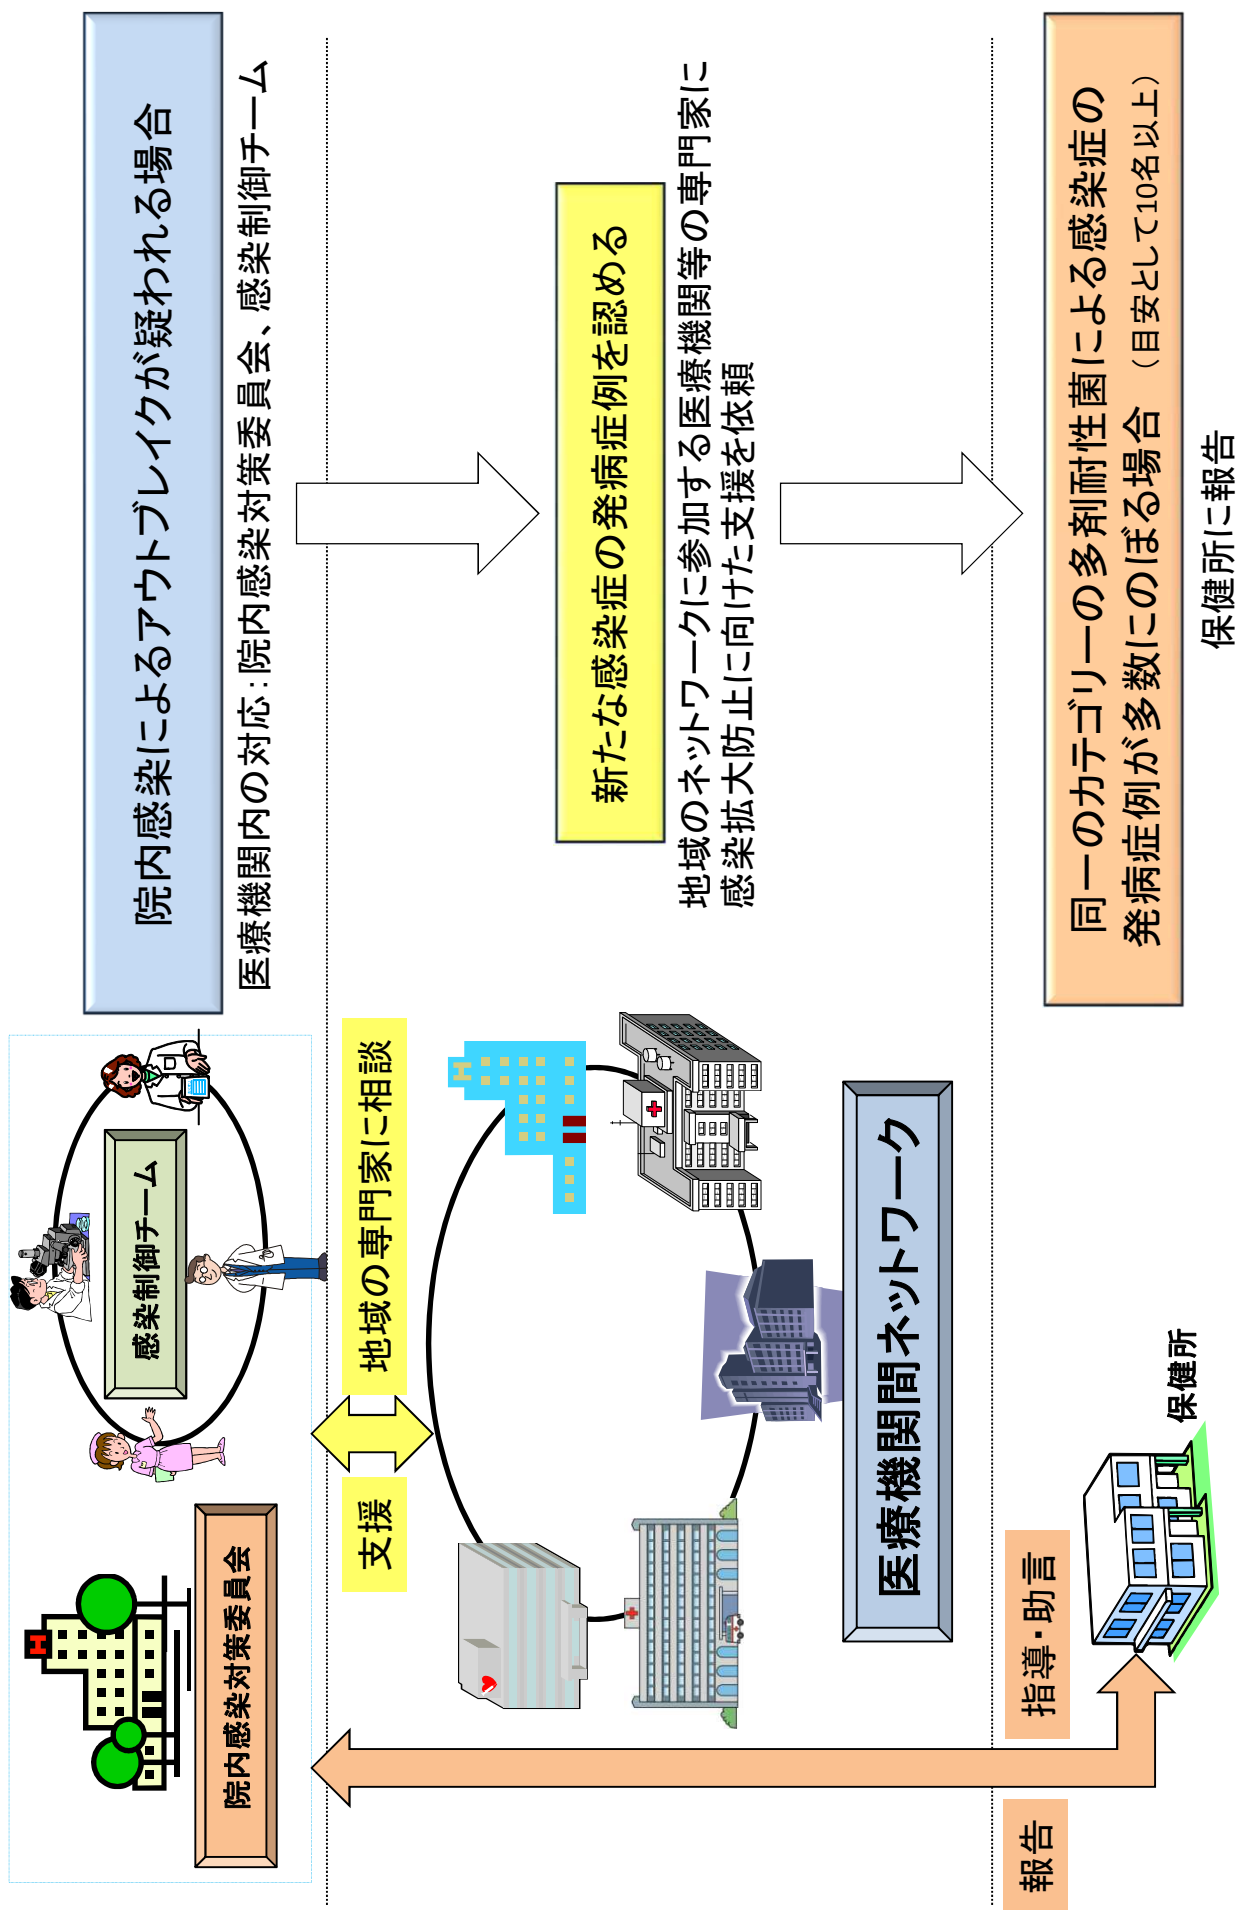 院内感染対策委員会
感染制御チーム
院内感染によるアウトブレイクが疑われる場合
医療機関内の対応：院内感染対策委員会、感染制御チーム
支援
地域の専門家に相談
新たな感染症の発病症例を認める
地域のネットワークに参加する医療機関等の専門家に
感染拡大防止に向けた支援を依頼
医療機関間ネットワーク
報告
指導・助言
保健所
同一のカテゴリーの多剤耐性菌による感染症の
発病症例が多数にのぼる場合（目安として10名以上）
保健所に報告
H
H